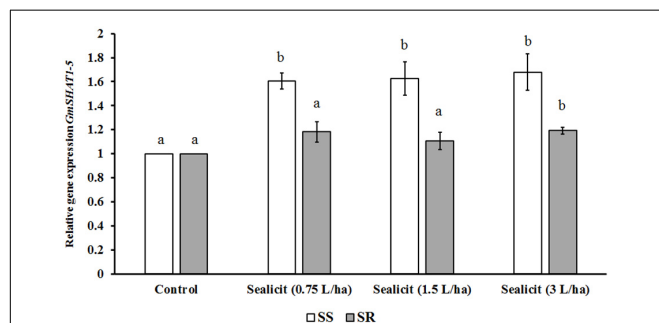 Relative gene expression GmSHAT1-5
2
1.8
1.6
1.4
1.2
1
0.8
0.6
0.4
0.2
0
a a
b
a
b
a
b
b
Control Sealicit (0.75 L/ha) Sealicit (1.5 L/ha) Sealicit (3 L/ha)
SS SR